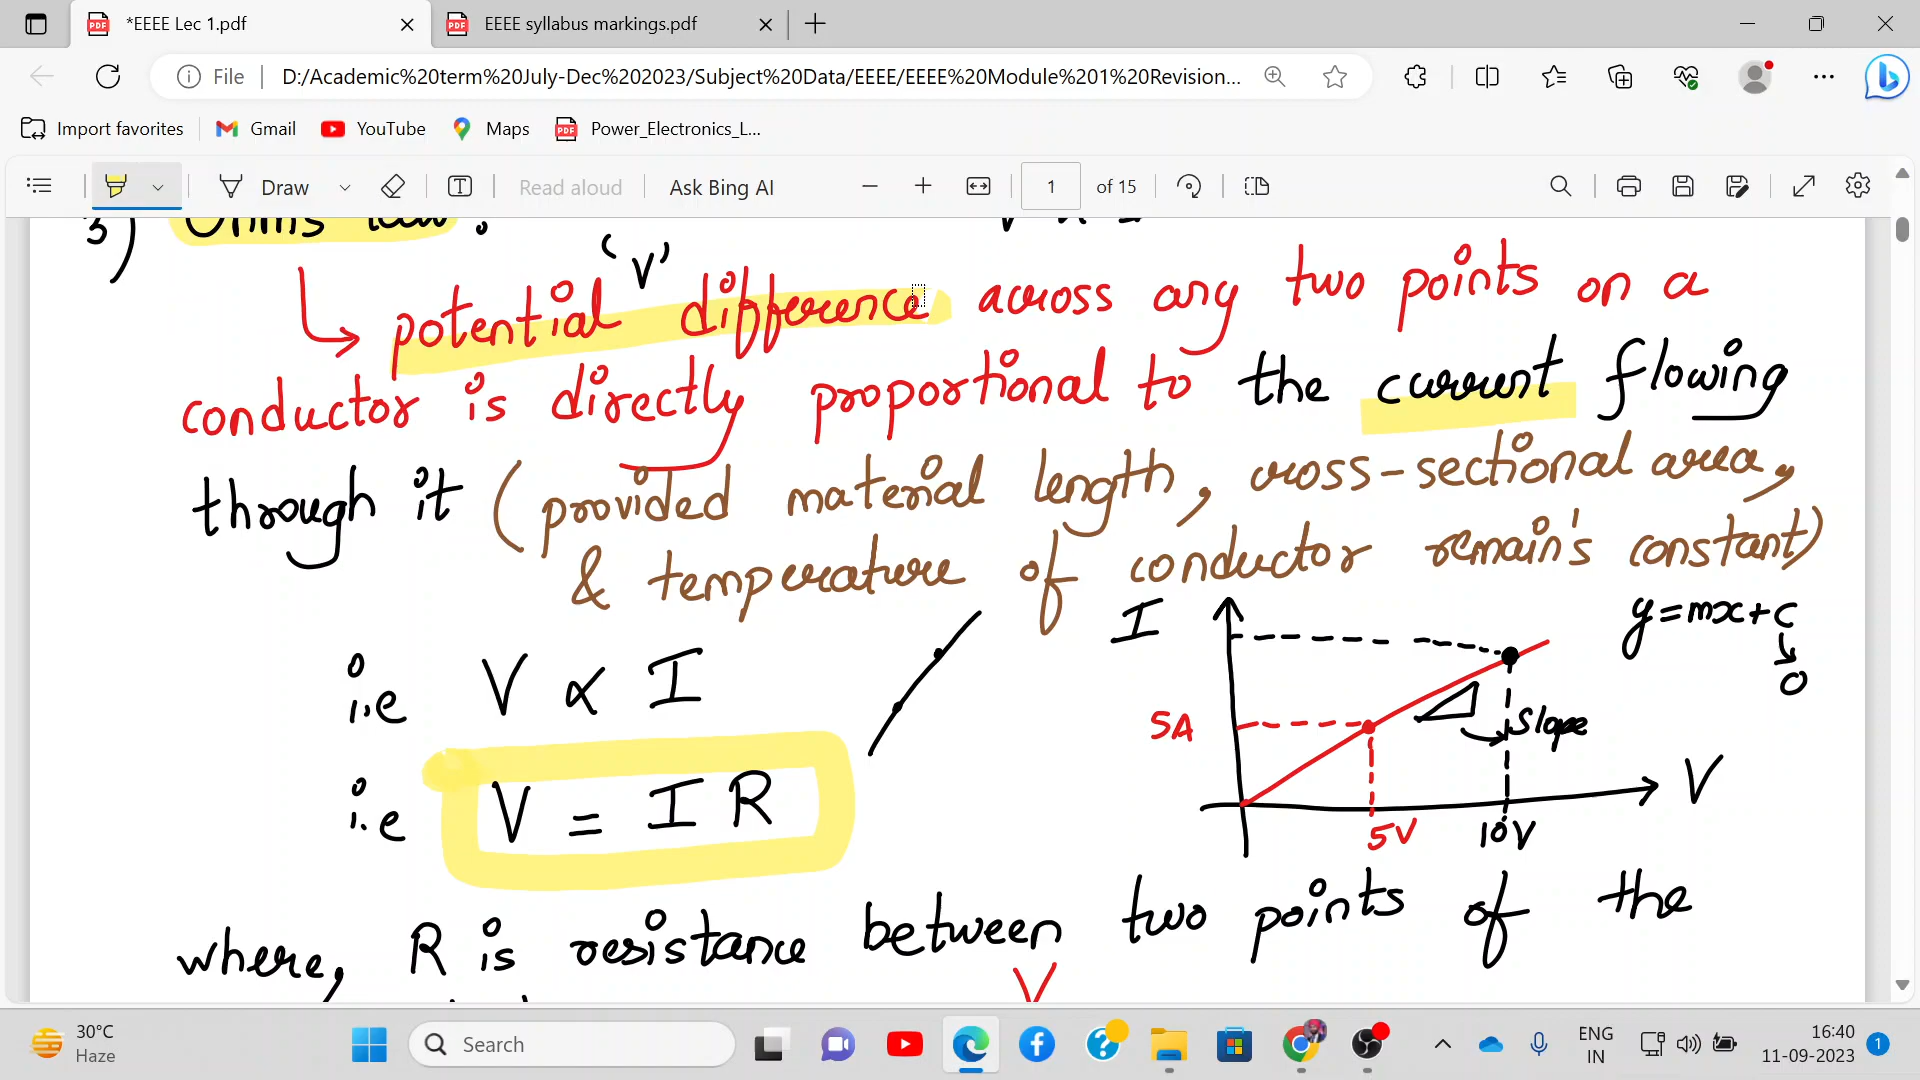 *EEEE Lec 1.pdf
EEEE syllabus markings.pdf
File
D:/Academic%20term%20July-Dec%202023/Subject%20Data/EEEE/EEEE%20Module%201%20Revision...
Import favorites
Gmail
YouTube
Maps
Power_Electronics_L...
Draw
Read aloud
Ask Bing AI
1 of 15
3) Ohms law :
V ∝ I
'V'
potential difference across any two points on a
conductor is directly proportional to the current flowing
through it (provided material length, cross-sectional area,
& temperature of conductor remain's constant)
i.e V ∝ I
i.e V = I R
I
y = mx + c
0
5A
Slope
V
5V
10V
where, R is resistance between two points of the
V
30°C
Haze
Search
ENG
IN
16:40
11-09-2023
1